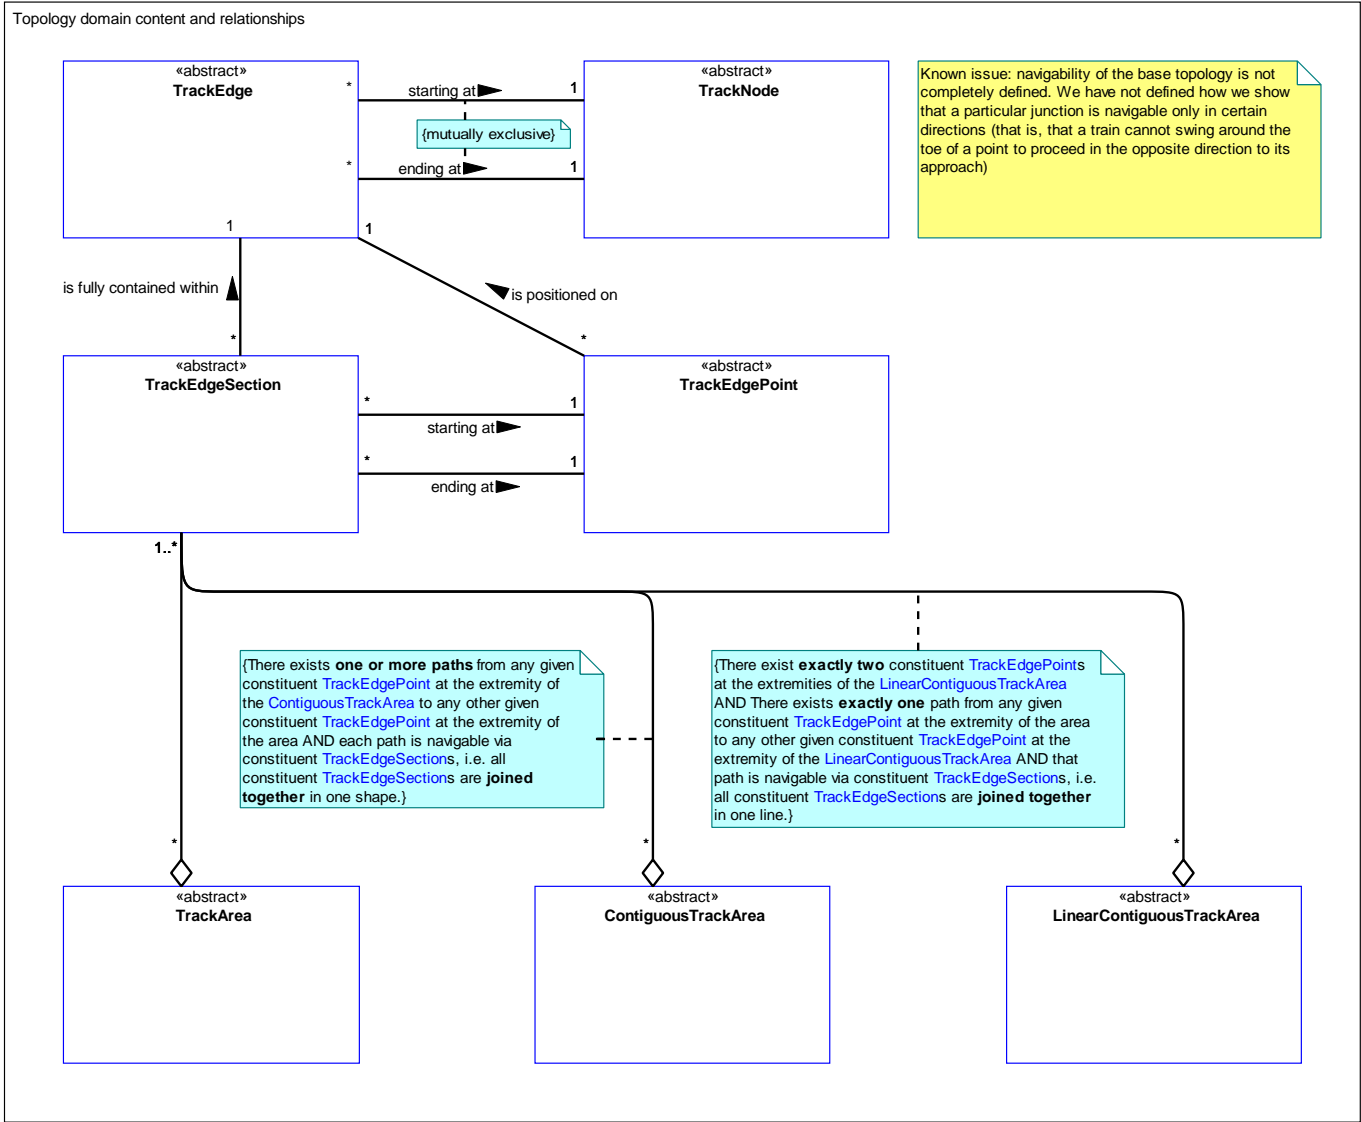 Topology domain content and relationships
«abstract»
TrackEdge
«abstract»
TrackNode
*
starting at
1
{mutually exclusive}
*
ending at
1
Known issue: navigability of the base topology is not
completely defined. We have not defined how we show
that a particular junction is navigable only in certain
directions (that is, that a train cannot swing around the
toe of a point to proceed in the opposite direction to its
approach)
1
1
is fully contained within
is positioned on
*
*
«abstract»
TrackEdgeSection
«abstract»
TrackEdgePoint
*
1
starting at
*
1
ending at
1..*
{There exists one or more paths from any given
constituent TrackEdgePoint at the extremity of
the ContiguousTrackArea to any other given
constituent TrackEdgePoint at the extremity of
the area AND each path is navigable via
constituent TrackEdgeSections, i.e. all
constituent TrackEdgeSections are joined
together in one shape.}
{There exist exactly two constituent TrackEdgePoints
at the extremities of the LinearContiguousTrackArea
AND There exists exactly one path from any given
constituent TrackEdgePoint at the extremity of the area
to any other given constituent TrackEdgePoint at the
extremity of the LinearContiguousTrackArea AND that
path is navigable via constituent TrackEdgeSections, i.e.
all constituent TrackEdgeSections are joined together
in one line.}
*
*
*
«abstract»
TrackArea
«abstract»
ContiguousTrackArea
«abstract»
LinearContiguousTrackArea